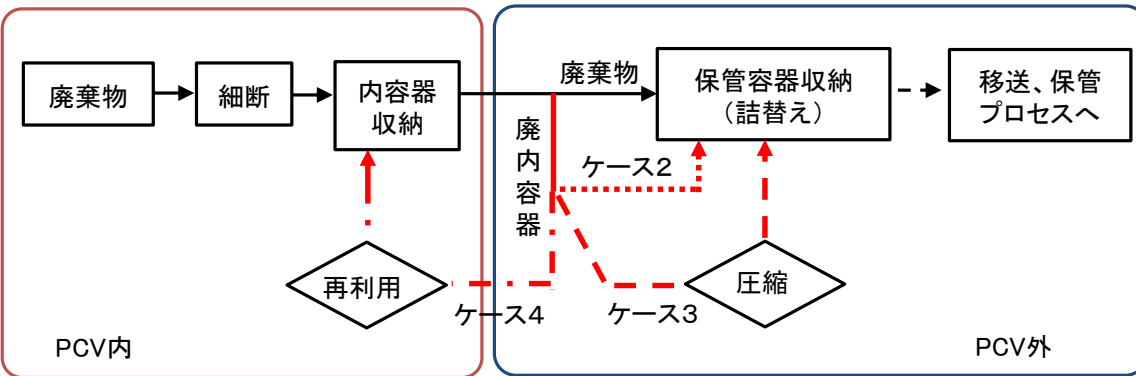 廃棄物
細断
内容器
収納
廃棄物
保管容器収納
（詰替え）
移送、保管
プロセスへ
廃内容器
ケース2
再利用
圧縮
ケース4
ケース3
PCV内
PCV外